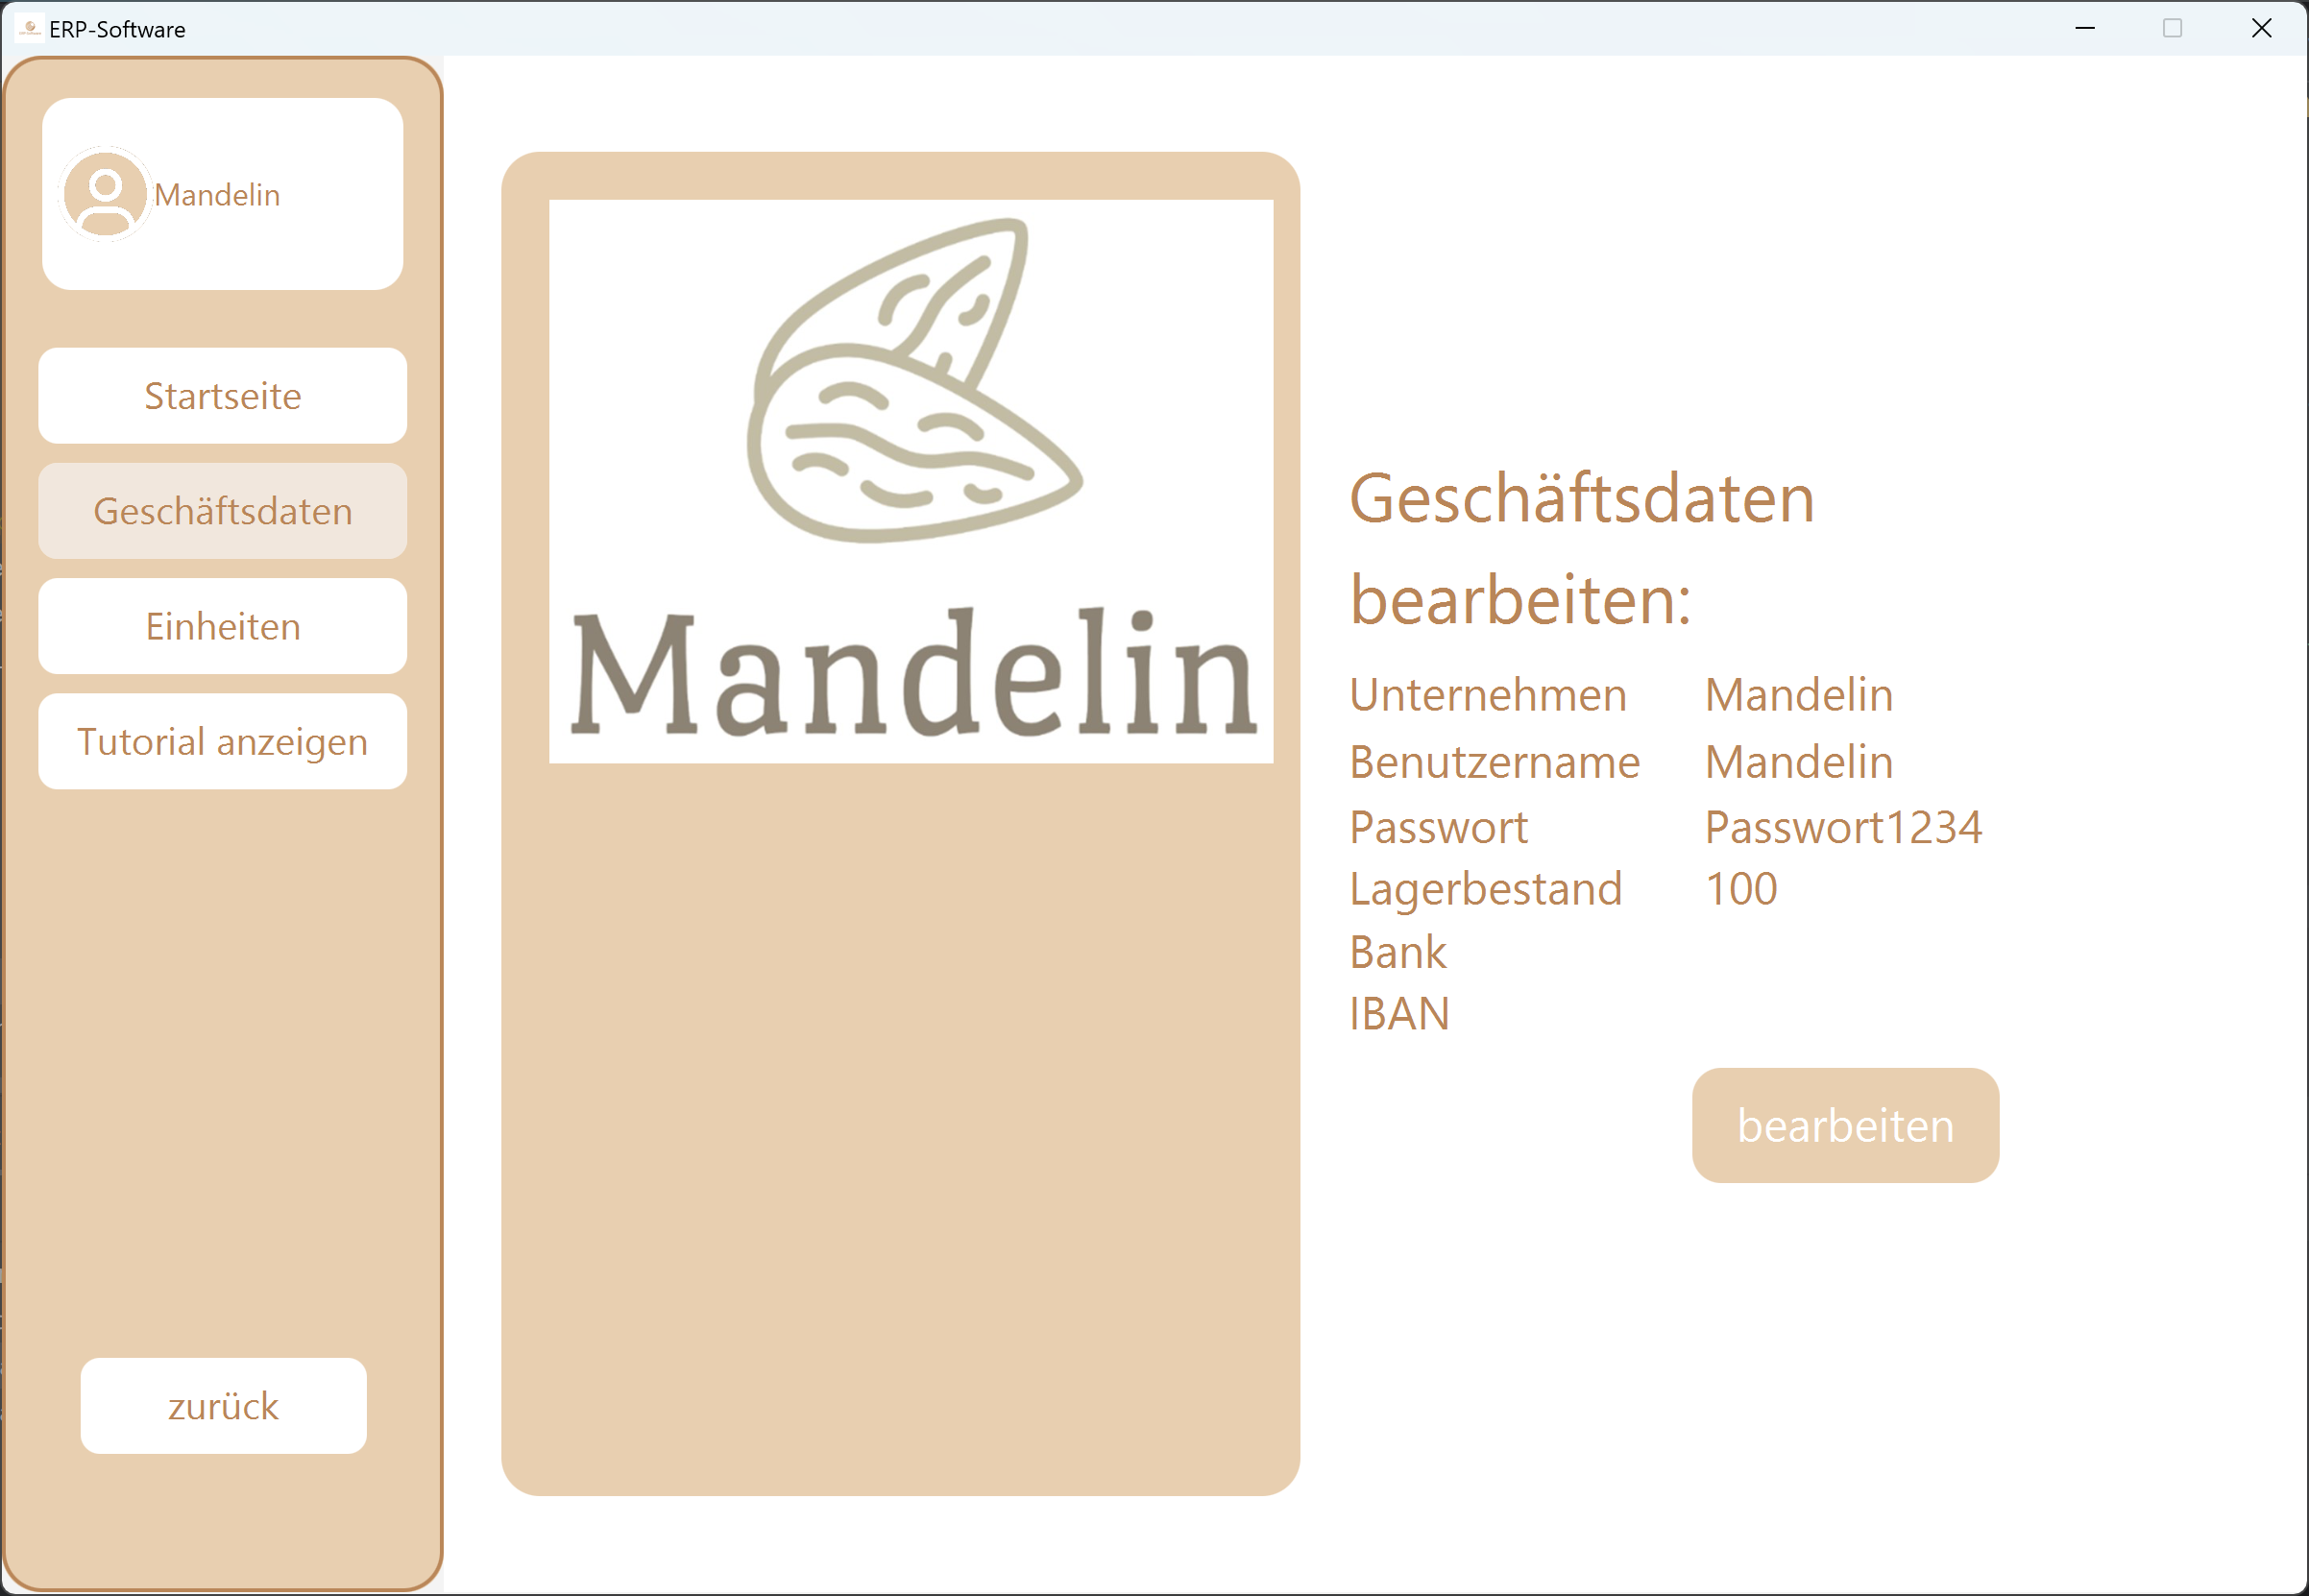 ERP-Software
Mandelin
Startseite
Geschäftsdaten
Einheiten
Tutorial anzeigen
zurück
Mandelin
Geschäftsdaten
bearbeiten:
Unternehmen Mandelin
Benutzername Mandelin
Passwort Passwort1234
Lagerbestand 100
Bank
IBAN
bearbeiten